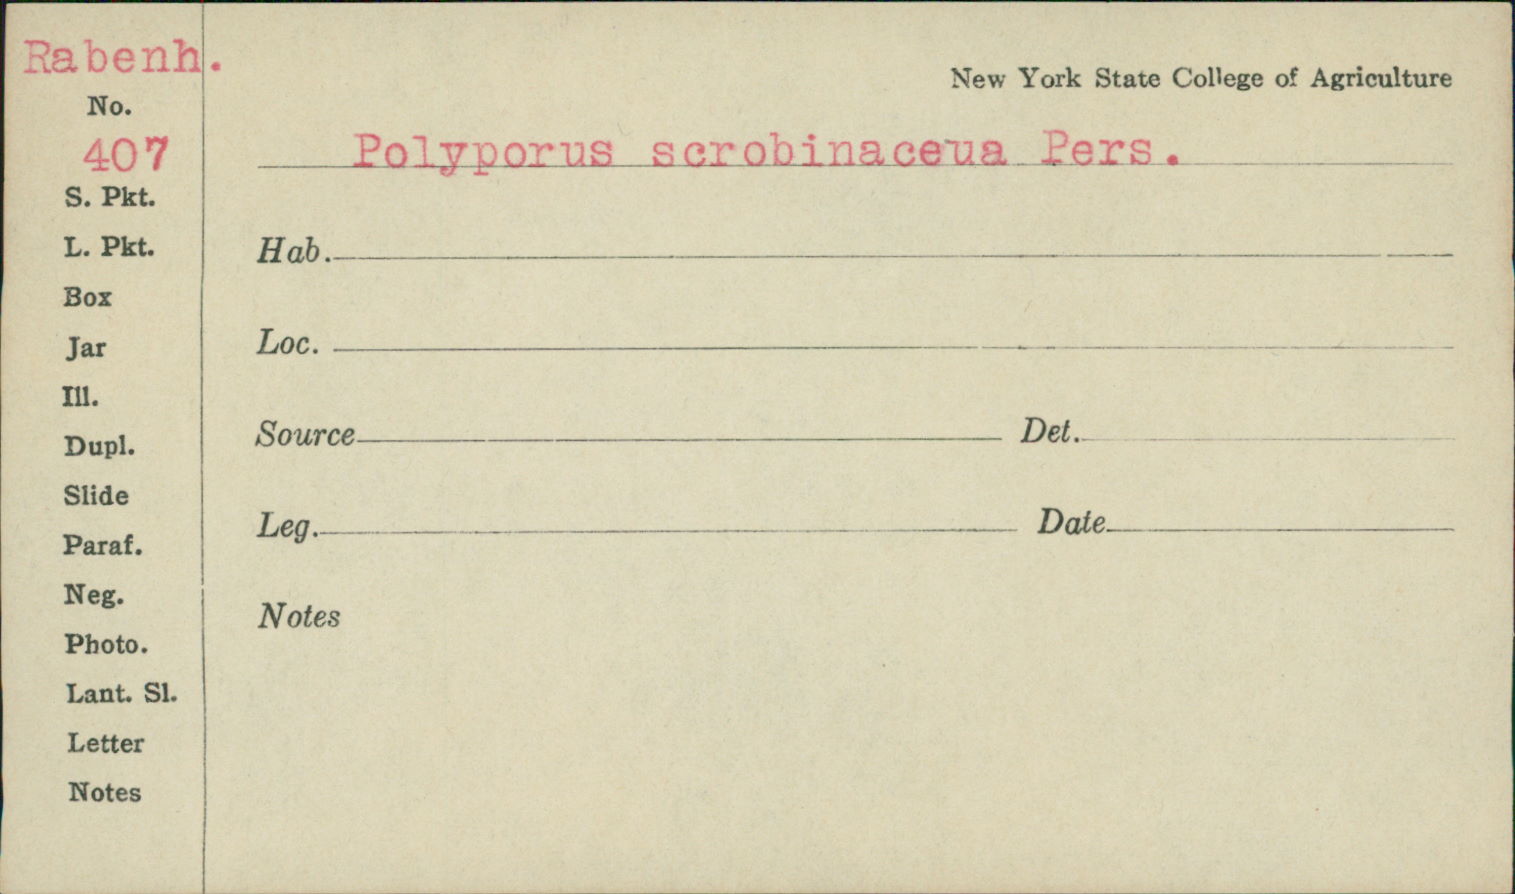 Rabenh.
New York State College of Agriculture
No.
407
Polyporus scrobinaceua Pers.
S. Pkt.
L. Pkt.
Hab.
Box
Jar
Loc.
Ill.
Dupl.
Source Det.
Slide
Leg. Date
Paraf.
Neg.
Notes
Photo.
Lant. Sl.
Letter
Notes